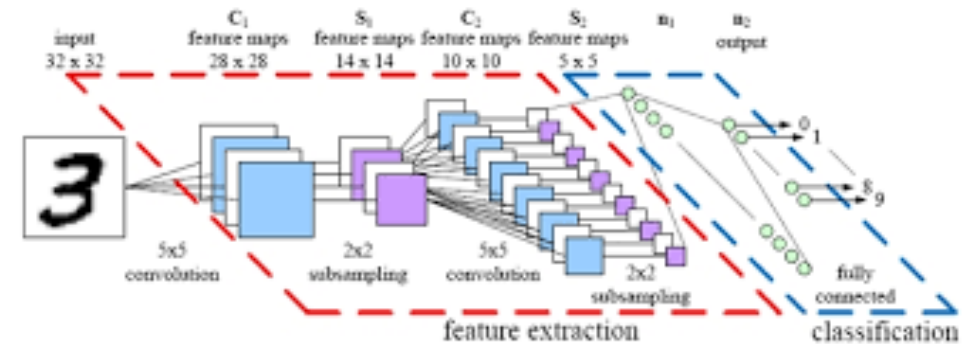 input
32 x 32
C₁
feature maps
28 x 28
S₁
feature maps
14 x 14
C₂
feature maps
10 x 10
S₂
feature maps
5 x 5
n₁
n₂
output
3
0
1
8
9
5x5
convolution
2x2
subsampling
5x5
convolution
2x2
subsampling
fully
connected
feature extraction
classification